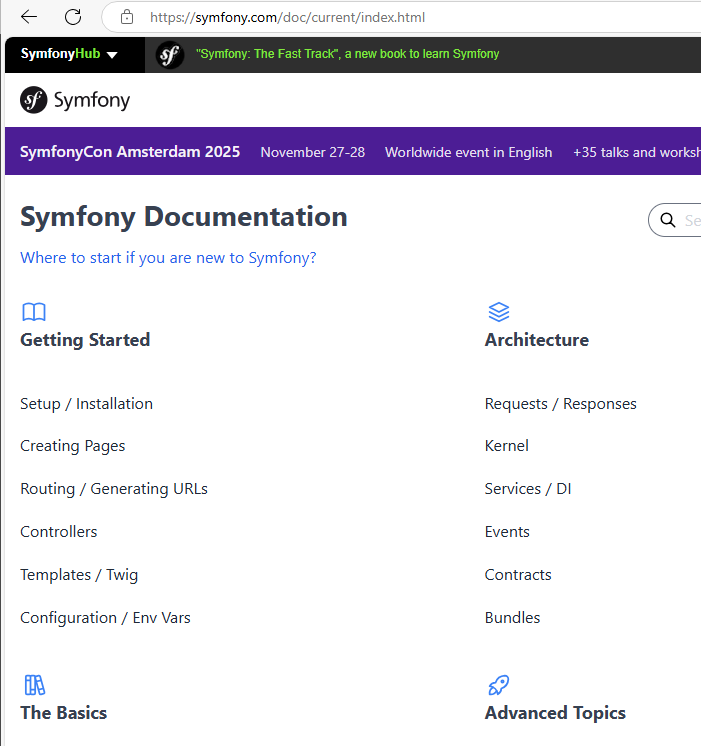 https://symfony.com/doc/current/index.html
SymfonyHub
"Symfony: The Fast Track", a new book to learn Symfony
sf Symfony
SymfonyCon Amsterdam 2025 November 27-28 Worldwide event in English +35 talks and worksh
Symfony Documentation
Se
Where to start if you are new to Symfony?
Getting Started
Setup / Installation
Creating Pages
Routing / Generating URLs
Controllers
Templates / Twig
Configuration / Env Vars
Architecture
Requests / Responses
Kernel
Services / DI
Events
Contracts
Bundles
The Basics
Advanced Topics